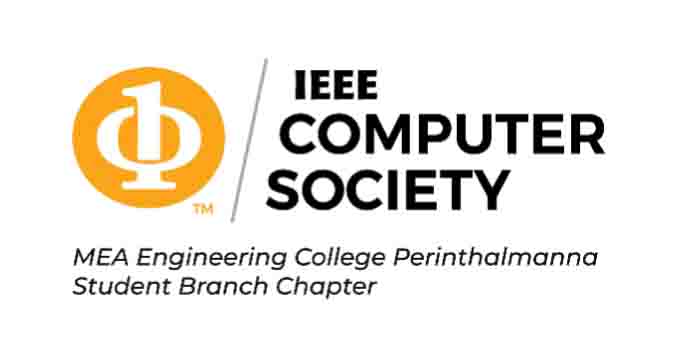 IEEE
COMPUTER
SOCIETY
TM
MEA Engineering College Perinthalmanna
Student Branch Chapter